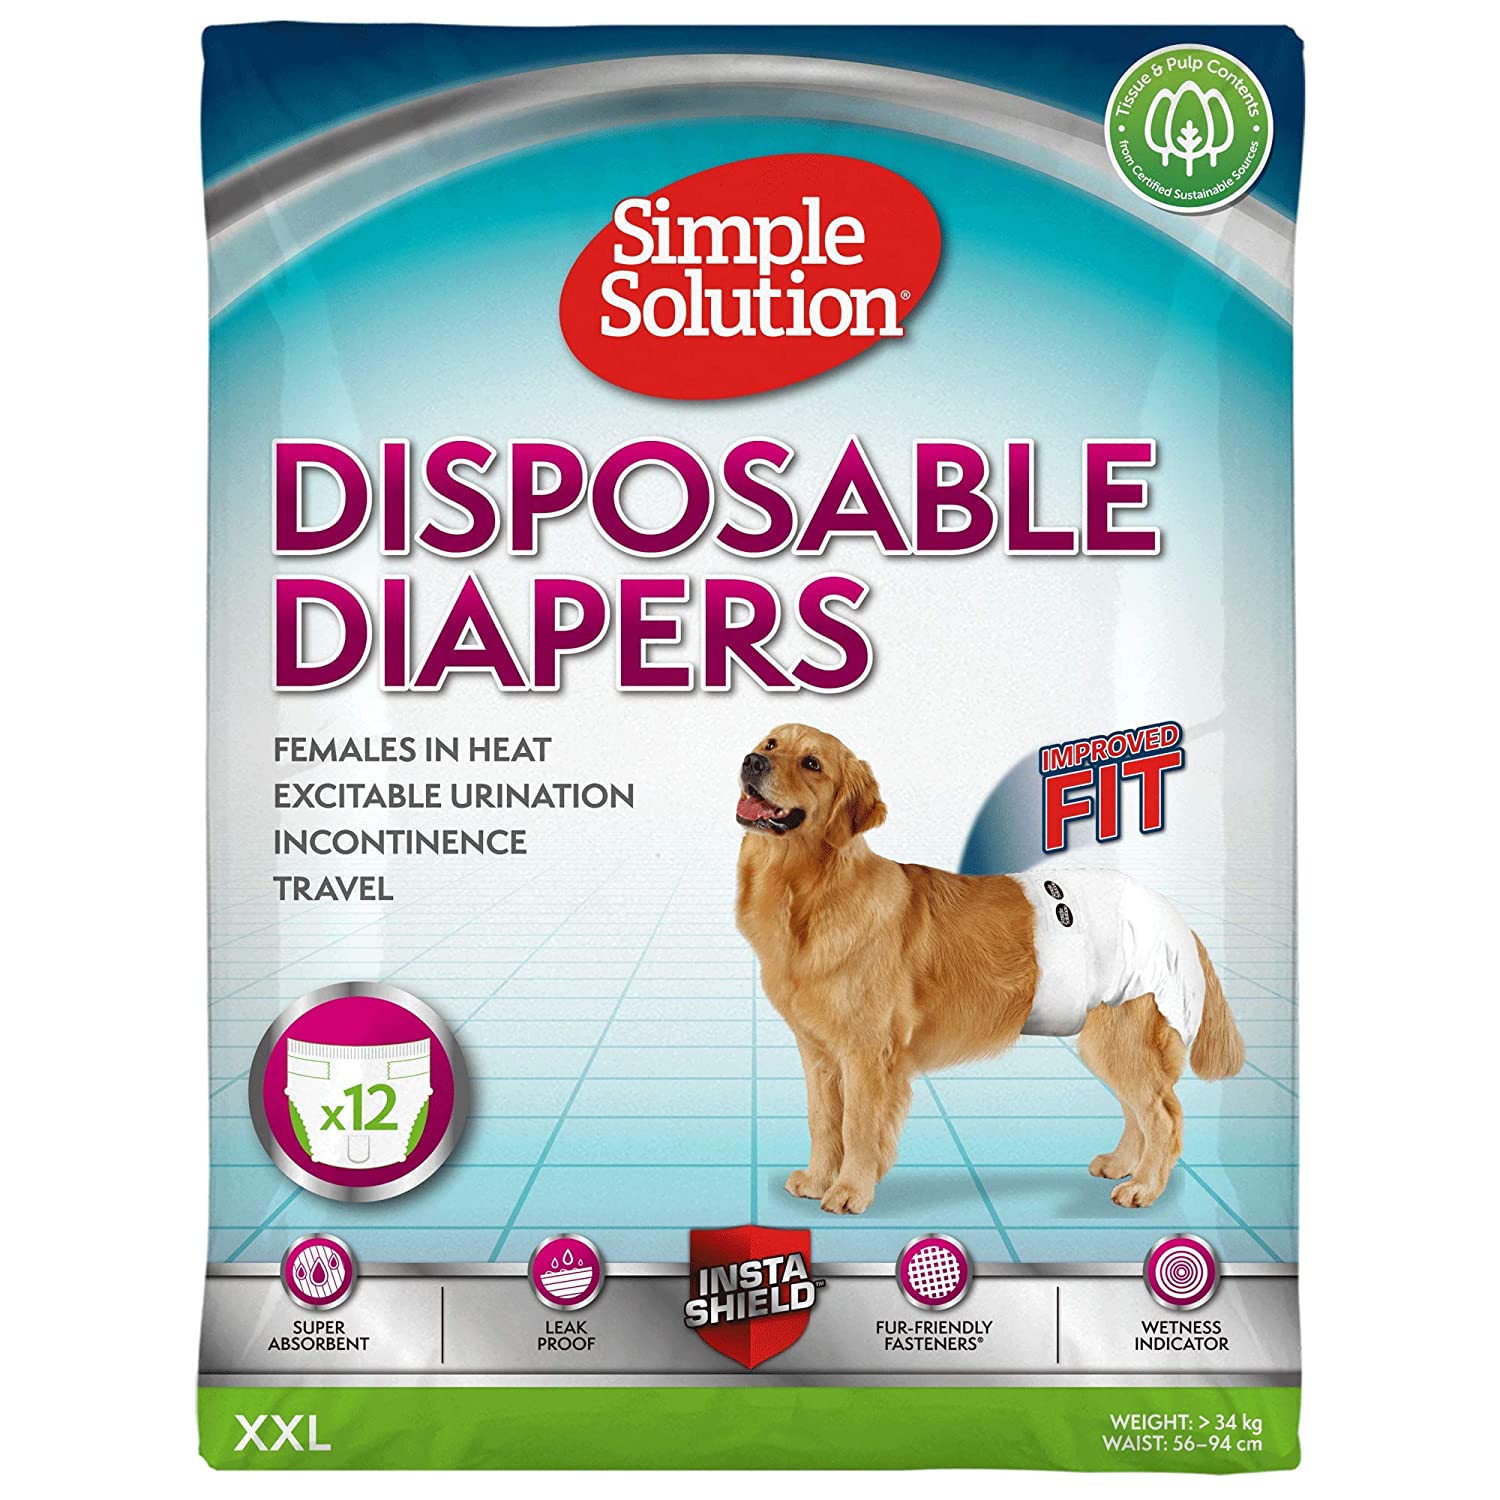 Tissue & Pulp Contents
from Certified Sustainable Sources
Simple
Solution®
DISPOSABLE
DIAPERS
FEMALES IN HEAT
EXCITABLE URINATION
INCONTINENCE
TRAVEL
IMPROVED
FIT
x12
SUPER
ABSORBENT
LEAK
PROOF
INSTA
SHIELD™
FUR-FRIENDLY
FASTENERS®
WETNESS
INDICATOR
XXL
WEIGHT: > 34 kg
WAIST: 56–94 cm